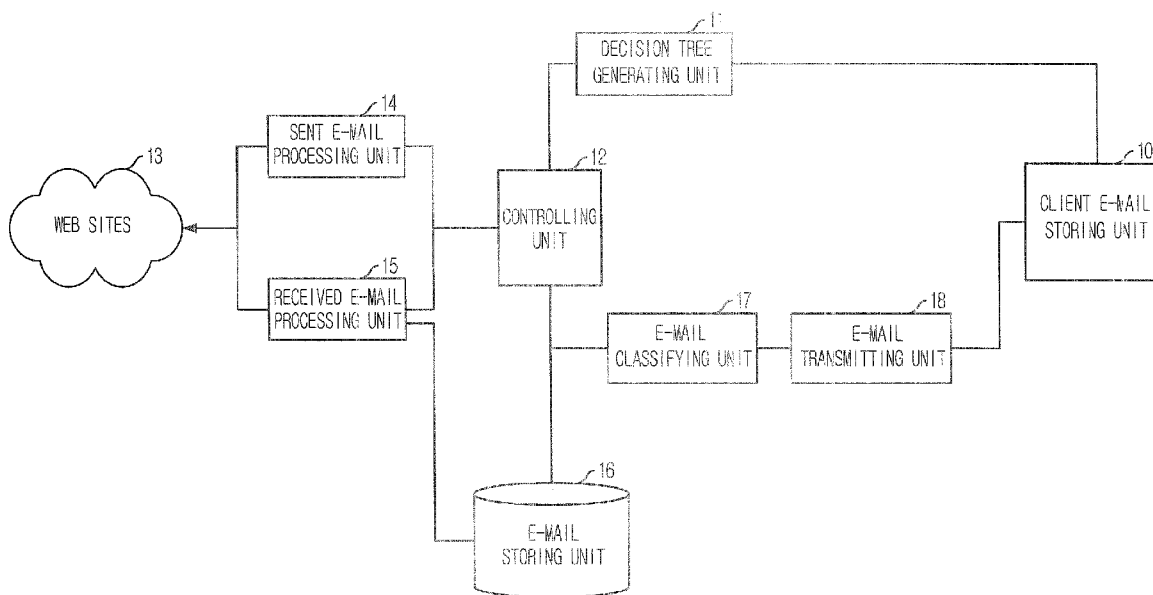 DECISION TREE
GENERATING UNIT
14
SENT E-MAIL
PROCESSING UNIT
13
WEB SITES
12
CONTROLLING
UNIT
10
CLIENT E-MAIL
STORING UNIT
15
RECEIVED E-MAIL
PROCESSING UNIT
17
E-MAIL
CLASSIFYING UNIT
18
E-MAIL
TRANSMITTING UNIT
16
E-MAIL
STORING UNIT